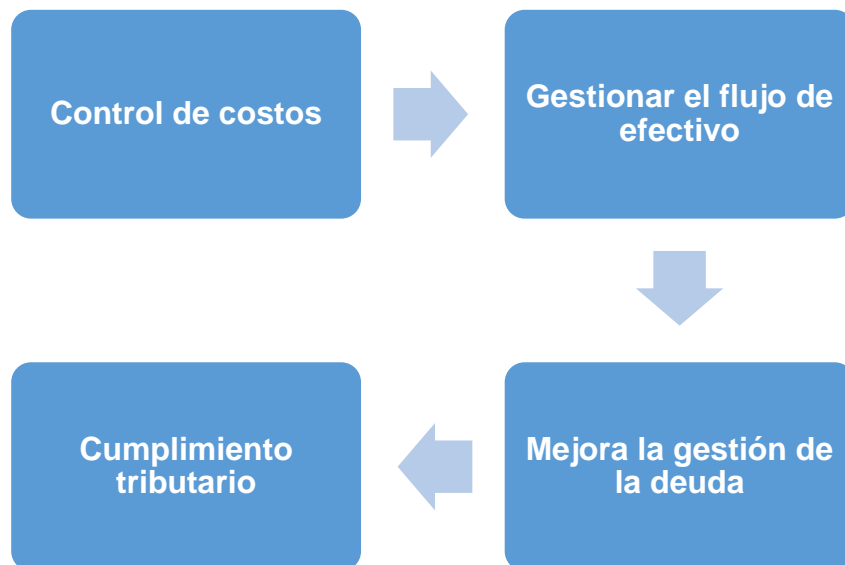 Control de costos
Gestionar el flujo de
efectivo
Mejora la gestión de
la deuda
Cumplimiento
tributario